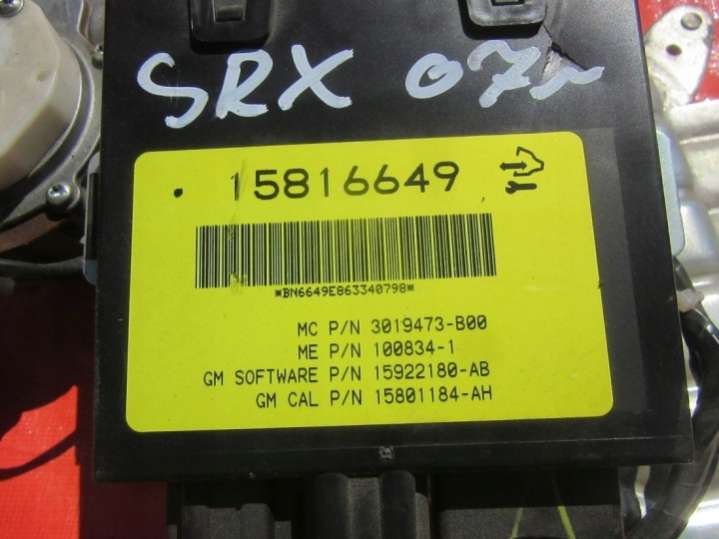 SRX 07г
15816649
*BN6649E863340798*
MC P/N 3019473-B00
ME P/N 100834-1
GM SOFTWARE P/N 15922180-AB
GM CAL P/N 15801184-AH